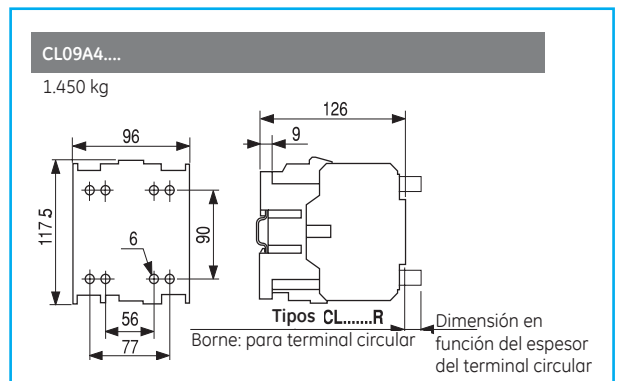 CL09A4....
1.450 kg
126
96
9
117.5
6
90
56
77
Tipos CL.......R
Borne: para terminal circular
Dimensión en
función del espesor
del terminal circular